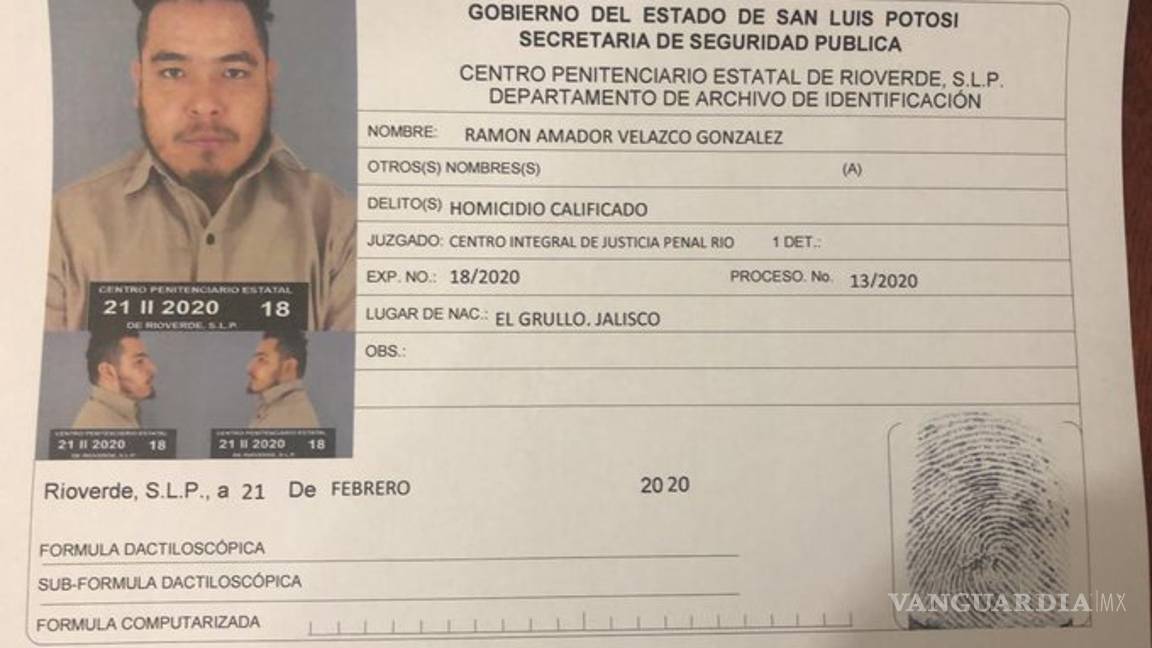 GOBIERNO DEL ESTADO DE SAN LUIS POTOSI
SECRETARIA DE SEGURIDAD PUBLICA
CENTRO PENITENCIARIO ESTATAL DE RIOVERDE, S.L.P.
DEPARTAMENTO DE ARCHIVO DE IDENTIFICACIÓN
NOMBRE: RAMON AMADOR VELAZCO GONZALEZ
OTROS(S) NOMBRES(S) (A)
DELITO(S) HOMICIDIO CALIFICADO
JUZGADO: CENTRO INTEGRAL DE JUSTICIA PENAL RIO 1 DET.:
EXP. NO.: 18/2020 PROCESO. No. 13/2020
LUGAR DE NAC.: EL GRULLO. JALISCO
OBS.:
CENTRO PENITENCIARIO ESTATAL
21 II 2020 18
DE RIOVERDE, S.L.P.
CENTRO PENITENCIARIO ESTATAL
21 II 2020 18
DE RIOVERDE, S.L.P.
CENTRO PENITENCIARIO ESTATAL
21 II 2020 18
DE RIOVERDE, S.L.P.
Rioverde, S.L.P., a 21 De FEBRERO 2020
FORMULA DACTILOSCÓPICA
SUB-FORMULA DACTILOSCÓPICA
FORMULA COMPUTARIZADA
VANGUARDIA|MX